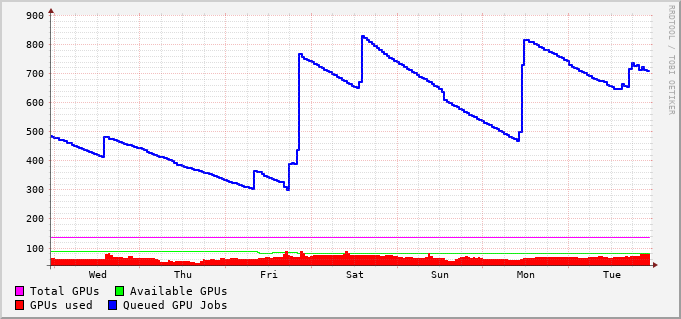 900
800
700
600
500
400
300
200
100
Wed Thu Fri Sat Sun Mon Tue
Total GPUs Available GPUs
GPUs used Queued GPU Jobs
RRDTOOL / TOBI OETIKER